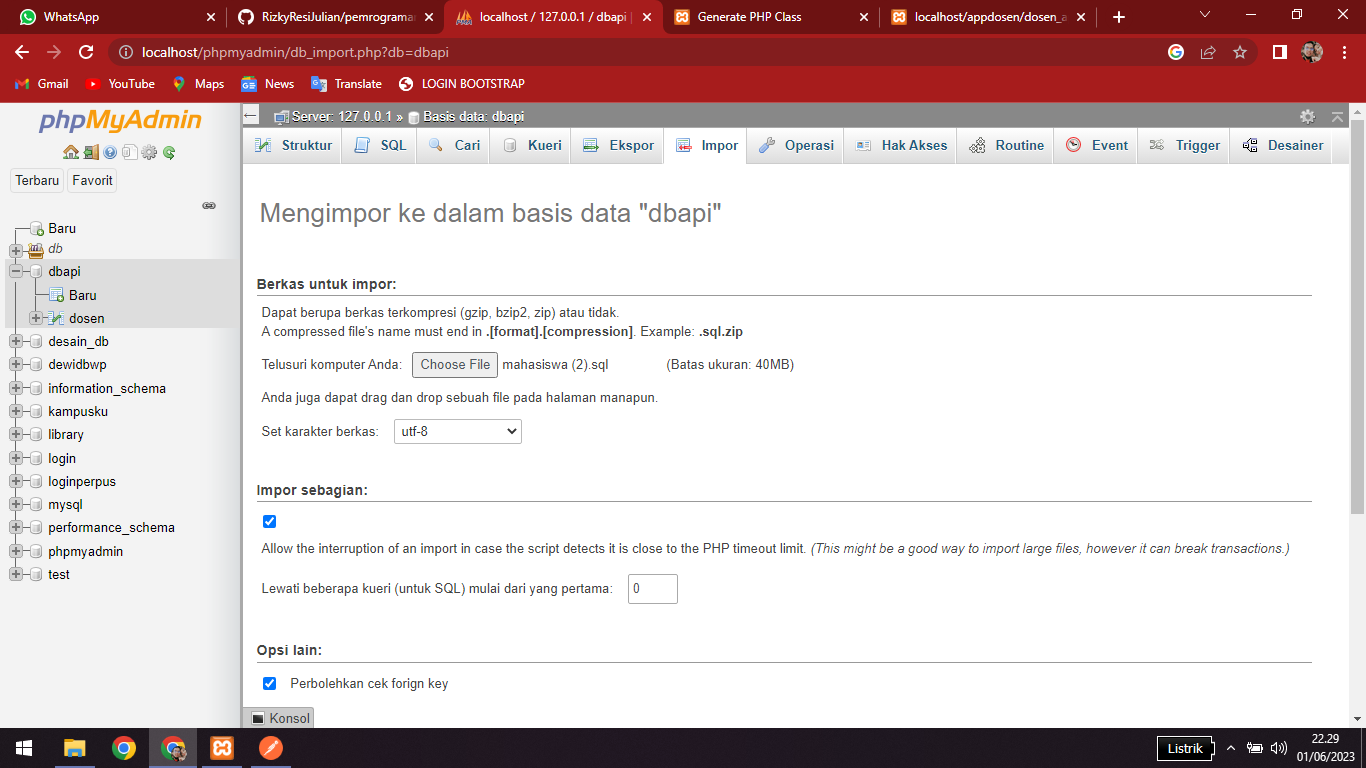 WhatsApp
RizkyResiJulian/pemrograma
localhost / 127.0.0.1 / dbapi |
Generate PHP Class
localhost/appdosen/dosen_a
localhost/phpmyadmin/db_import.php?db=dbapi
Gmail
YouTube
Maps
News
Translate
LOGIN BOOTSTRAP
phpMyAdmin
Terbaru
Favorit
Baru
db
dbapi
Baru
dosen
desain_db
dewidbwp
information_schema
kampusku
library
login
loginperpus
mysql
performance_schema
phpmyadmin
test
Server: 127.0.0.1 » Basis data: dbapi
Struktur
SQL
Cari
Kueri
Ekspor
Impor
Operasi
Hak Akses
Routine
Event
Trigger
Desainer
Mengimpor ke dalam basis data "dbapi"
Berkas untuk impor:
Dapat berupa berkas terkompresi (gzip, bzip2, zip) atau tidak.
A compressed file's name must end in .[format].[compression]. Example: .sql.zip
Telusuri komputer Anda: Choose File mahasiswa (2).sql (Batas ukuran: 40MB)
Anda juga dapat drag dan drop sebuah file pada halaman manapun.
Set karakter berkas: utf-8
Impor sebagian:
Allow the interruption of an import in case the script detects it is close to the PHP timeout limit. (This might be a good way to import large files, however it can break transactions.)
Lewati beberapa kueri (untuk SQL) mulai dari yang pertama: 0
Opsi lain:
Perbolehkan cek forign key
Konsol
Listrik
22.29
01/06/2023